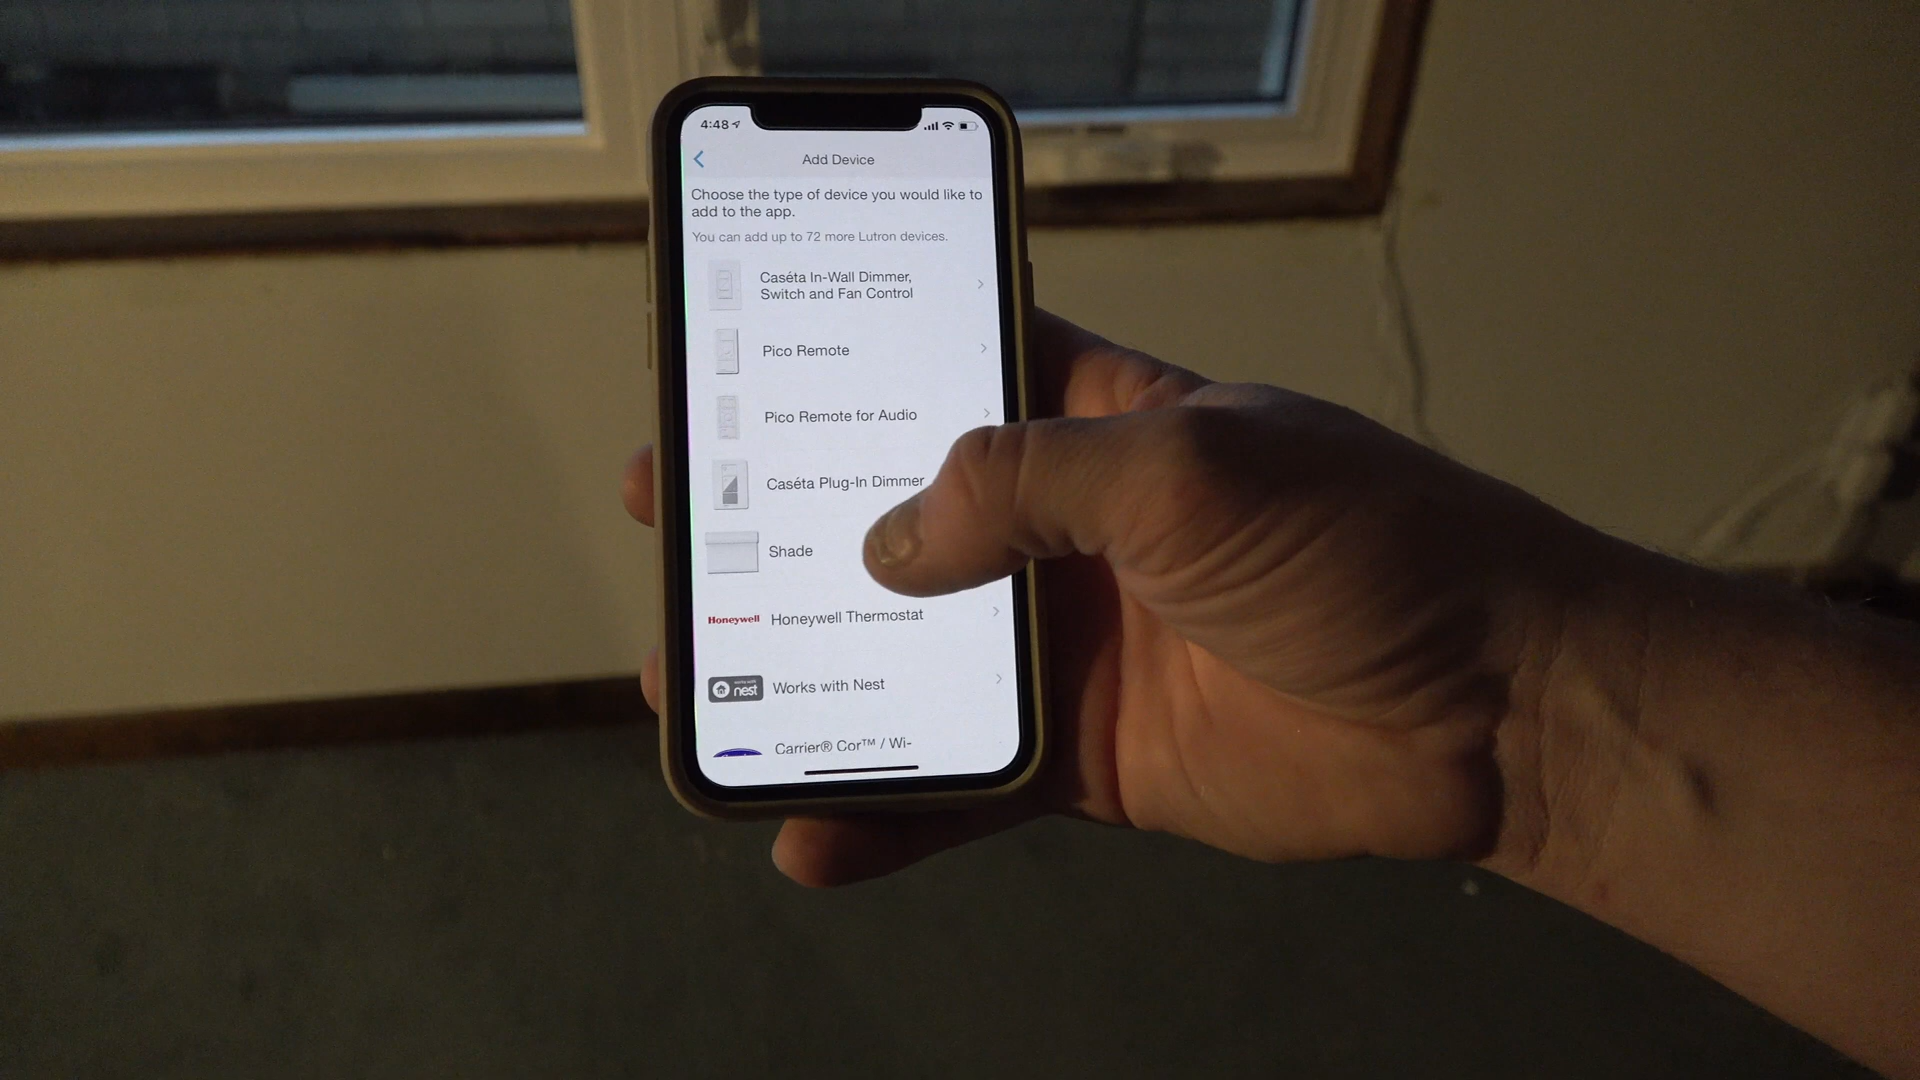 4:48
Add Device
Choose the type of device you would like to
add to the app.
You can add up to 72 more Lutron devices.
Caséta In-Wall Dimmer,
Switch and Fan Control
Pico Remote
Pico Remote for Audio
Caséta Plug-In Dimmer
Shade
Honeywell Honeywell Thermostat
nest Works with Nest
Carrier® Cor™ / Wi-